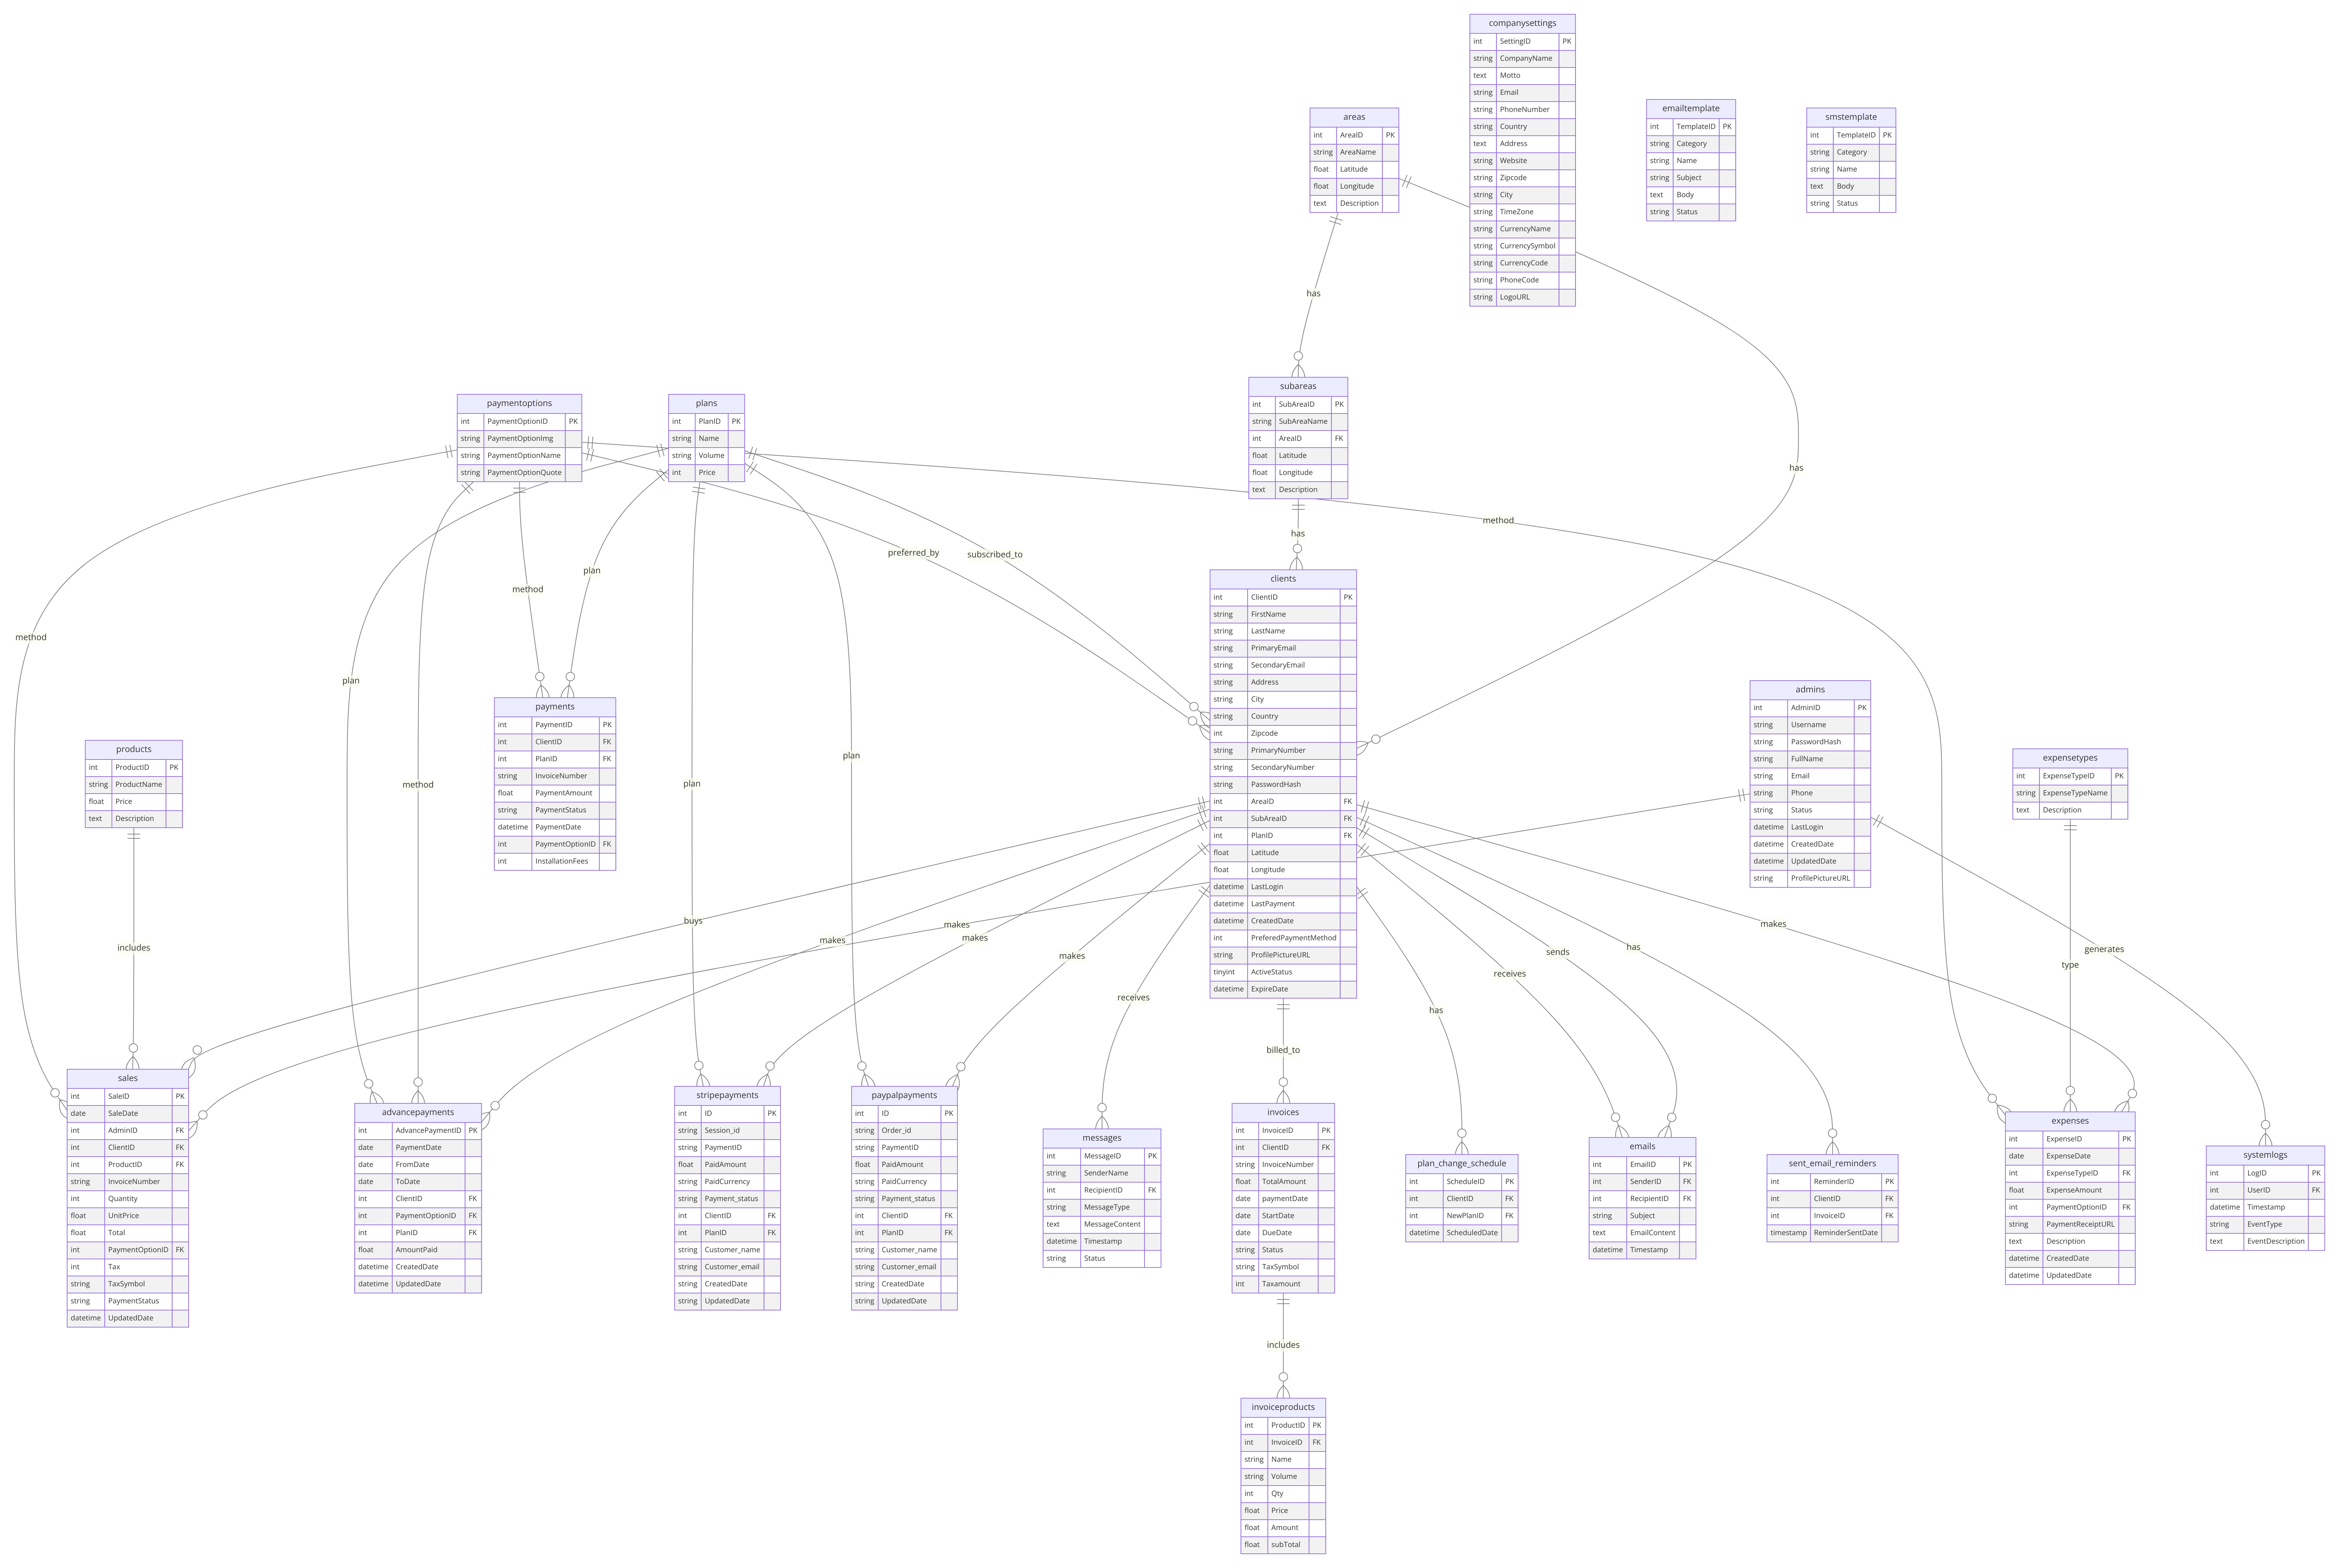 companysettings
int SettingID PK
string CompanyName
text Motto
string Email
string PhoneNumber
string Country
text Address
string Website
string Zipcode
string City
string TimeZone
string CurrencyName
string CurrencySymbol
string CurrencyCode
string PhoneCode
string LogoURL
emailtemplate
int TemplateID PK
string Category
string Name
string Subject
text Body
string Status
smstemplate
int TemplateID PK
string Category
string Name
text Body
string Status
areas
int AreaID PK
string AreaName
float Latitude
float Longitude
text Description
has
has
subareas
int SubAreaID PK
string SubAreaName
int AreaID FK
float Latitude
float Longitude
text Description
paymentoptions
int PaymentOptionID PK
string PaymentOptionImg
string PaymentOptionName
string PaymentOptionQuote
plans
int PlanID PK
string Name
string Volume
int Price
method
has
preferred_by
subscribed_to
plan
method
method
plan
clients
int ClientID PK
string FirstName
string LastName
string PrimaryEmail
string SecondaryEmail
string Address
string City
string Country
int Zipcode
string PrimaryNumber
string SecondaryNumber
string PasswordHash
int AreaID FK
int SubAreaID FK
int PlanID FK
float Latitude
float Longitude
datetime LastLogin
datetime LastPayment
datetime CreatedDate
int PreferedPaymentMethod
string ProfilePictureURL
tinyint ActiveStatus
datetime ExpireDate
payments
int PaymentID PK
int ClientID FK
int PlanID FK
string InvoiceNumber
float PaymentAmount
string PaymentStatus
datetime PaymentDate
int PaymentOptionID FK
int InstallationFees
admins
int AdminID PK
string Username
string PasswordHash
string FullName
string Email
string Phone
string Status
datetime LastLogin
datetime CreatedDate
datetime UpdatedDate
string ProfilePictureURL
products
int ProductID PK
string ProductName
float Price
text Description
expensetypes
int ExpenseTypeID PK
string ExpenseTypeName
text Description
method
plan
plan
includes
buys
makes
makes
makes
makes
receives
billed_to
has
receives
sends
has
makes
type
generates
sales
int SaleID PK
date SaleDate
int AdminID FK
int ClientID FK
int ProductID FK
string InvoiceNumber
int Quantity
float UnitPrice
float Total
int PaymentOptionID FK
int Tax
string TaxSymbol
string PaymentStatus
datetime UpdatedDate
advancepayments
int AdvancePaymentID PK
date PaymentDate
date FromDate
date ToDate
int ClientID FK
int PaymentOptionID FK
int PlanID FK
float AmountPaid
datetime CreatedDate
datetime UpdatedDate
stripepayments
int ID PK
string Session_id
string PaymentID
float PaidAmount
string PaidCurrency
string Payment_status
int ClientID FK
int PlanID FK
string Customer_name
string Customer_email
string CreatedDate
string UpdatedDate
paypalpayments
int ID PK
string Order_id
string PaymentID
float PaidAmount
string PaidCurrency
string Payment_status
int ClientID FK
int PlanID FK
string Customer_name
string Customer_email
string CreatedDate
string UpdatedDate
messages
int MessageID PK
string SenderName
int RecipientID FK
string MessageType
text MessageContent
datetime Timestamp
string Status
invoices
int InvoiceID PK
int ClientID FK
string InvoiceNumber
float TotalAmount
date paymentDate
date StartDate
date DueDate
string Status
string TaxSymbol
int Taxamount
plan_change_schedule
int ScheduleID PK
int ClientID FK
int NewPlanID FK
datetime ScheduledDate
emails
int EmailID PK
int SenderID FK
int RecipientID FK
string Subject
text EmailContent
datetime Timestamp
sent_email_reminders
int ReminderID PK
int ClientID FK
int InvoiceID FK
timestamp ReminderSentDate
expenses
int ExpenseID PK
date ExpenseDate
int ExpenseTypeID FK
float ExpenseAmount
int PaymentOptionID FK
string PaymentReceiptURL
text Description
datetime CreatedDate
datetime UpdatedDate
systemlogs
int LogID PK
int UserID FK
datetime Timestamp
string EventType
text EventDescription
includes
invoiceproducts
int ProductID PK
int InvoiceID FK
string Name
string Volume
int Qty
float Price
float Amount
float subTotal